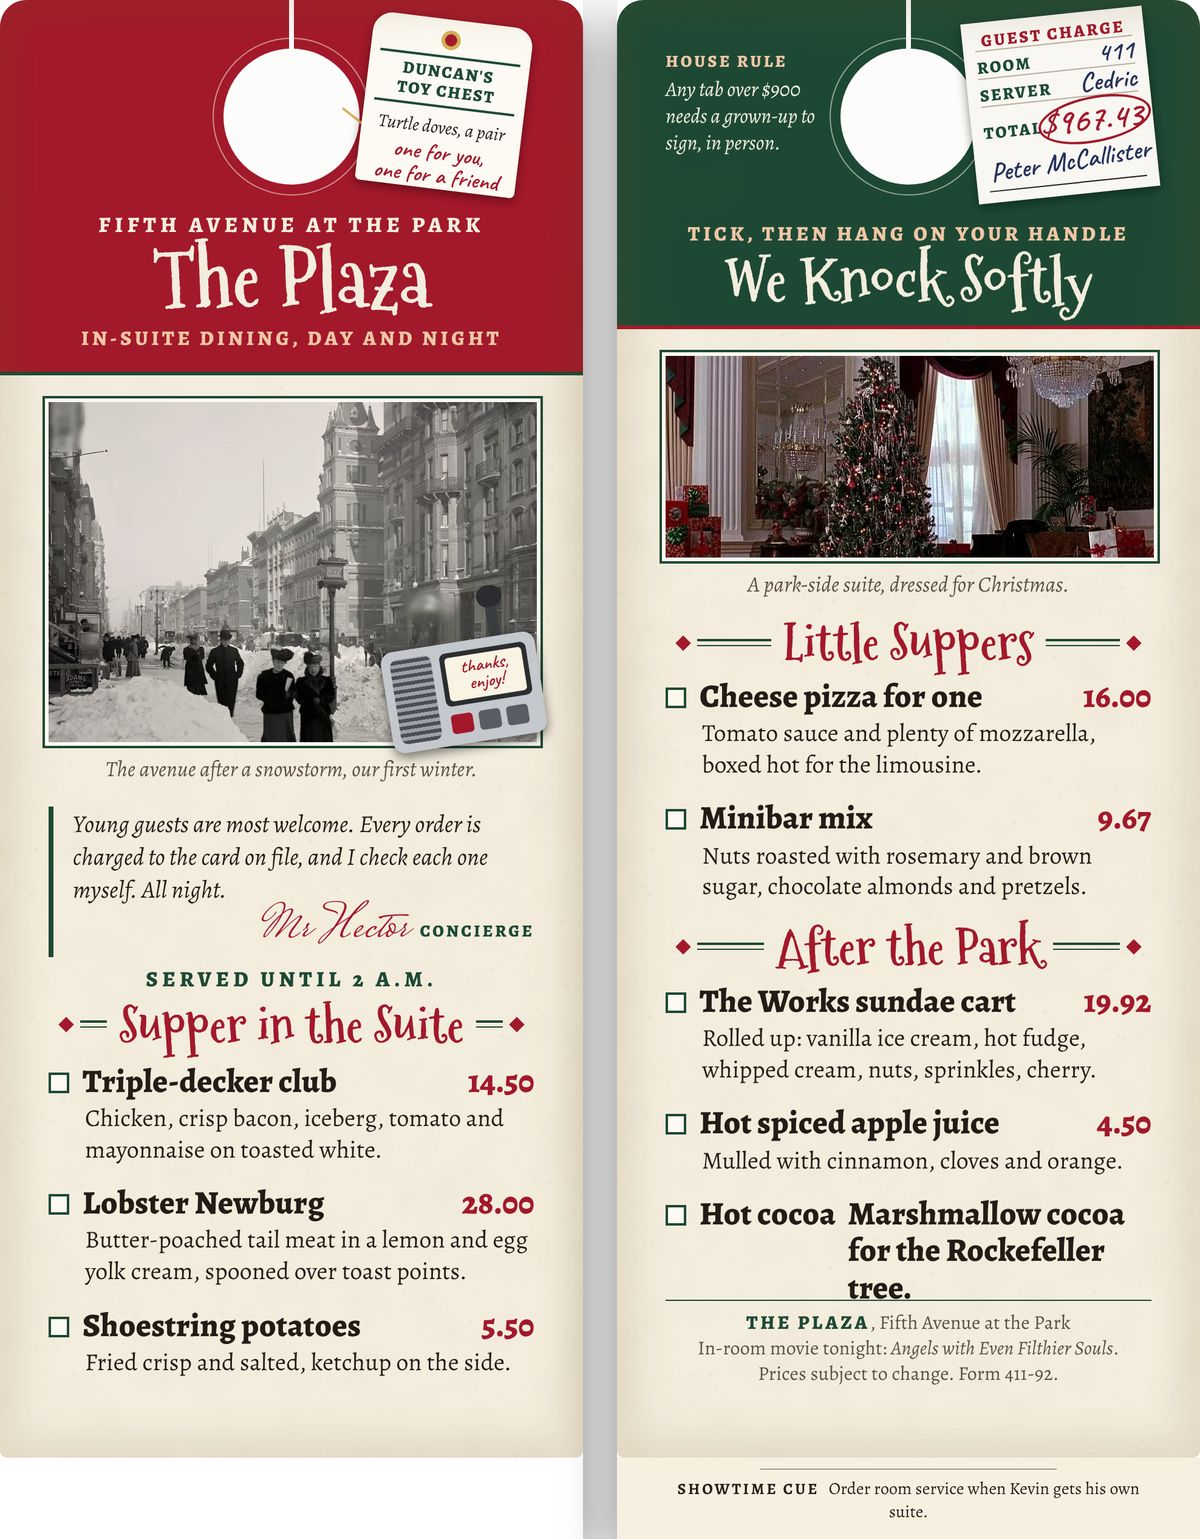 DUNCAN'S
TOY CHEST
Turtle doves, a pair
one for you,
one for a friend
FIFTH AVENUE AT THE PARK
The Plaza
IN-SUITE DINING, DAY AND NIGHT
thanks,
enjoy!
The avenue after a snowstorm, our first winter.
Young guests are most welcome. Every order is
charged to the card on file, and I check each one
myself. All night.
Mr Hector CONCIERGE
SERVED UNTIL 2 A.M.
Supper in the Suite
Triple-decker club 14.50
Chicken, crisp bacon, iceberg, tomato and
mayonnaise on toasted white.
Lobster Newburg 28.00
Butter-poached tail meat in a lemon and egg
yolk cream, spooned over toast points.
Shoestring potatoes 5.50
Fried crisp and salted, ketchup on the side.
HOUSE RULE
Any tab over $900
needs a grown-up to
sign, in person.
GUEST CHARGE
ROOM 411
SERVER Cedric
TOTAL $967.43
Peter McCallister
TICK, THEN HANG ON YOUR HANDLE
We Knock Softly
A park-side suite, dressed for Christmas.
Little Suppers
Cheese pizza for one 16.00
Tomato sauce and plenty of mozzarella,
boxed hot for the limousine.
Minibar mix 9.67
Nuts roasted with rosemary and brown
sugar, chocolate almonds and pretzels.
After the Park
The Works sundae cart 19.92
Rolled up: vanilla ice cream, hot fudge,
whipped cream, nuts, sprinkles, cherry.
Hot spiced apple juice 4.50
Mulled with cinnamon, cloves and orange.
Hot cocoa Marshmallow cocoa
for the Rockefeller
tree.
THE PLAZA, Fifth Avenue at the Park
In-room movie tonight: Angels with Even Filthier Souls.
Prices subject to change. Form 411-92.
SHOWTIME CUE Order room service when Kevin gets his own
suite.